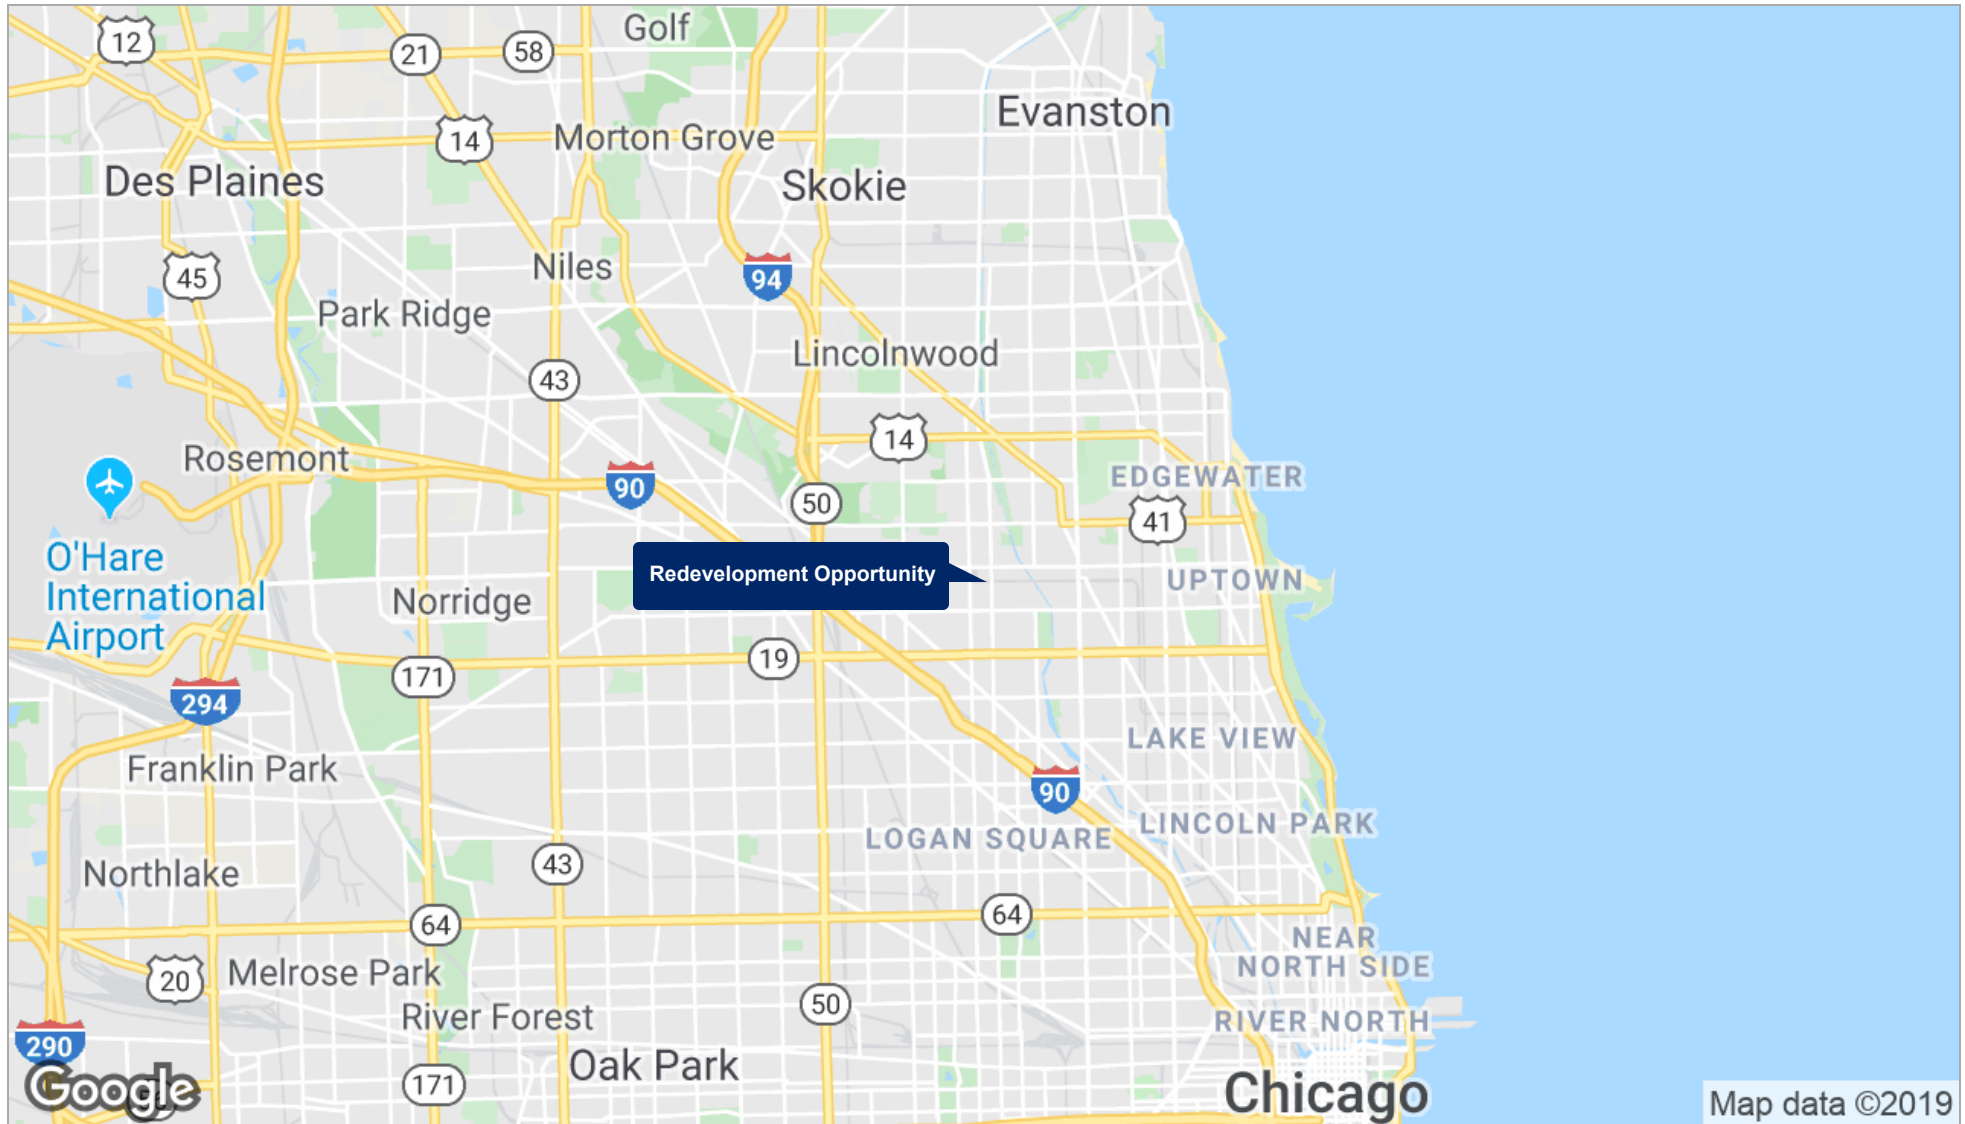 12
21
58
Golf
Evanston
14
Morton Grove
Des Plaines
Skokie
45
Niles
94
Park Ridge
Lincolnwood
43
14
Rosemont
90
50
EDGEWATER
41
O'Hare
International
Airport
Redevelopment Opportunity
UPTOWN
Norridge
19
171
294
LAKE VIEW
Franklin Park
90
LINCOLN PARK
LOGAN SQUARE
43
Northlake
64
64
NEAR
NORTH SIDE
20
Melrose Park
50
River Forest
RIVER NORTH
290
Oak Park
171
Google
Chicago
Map data ©2019